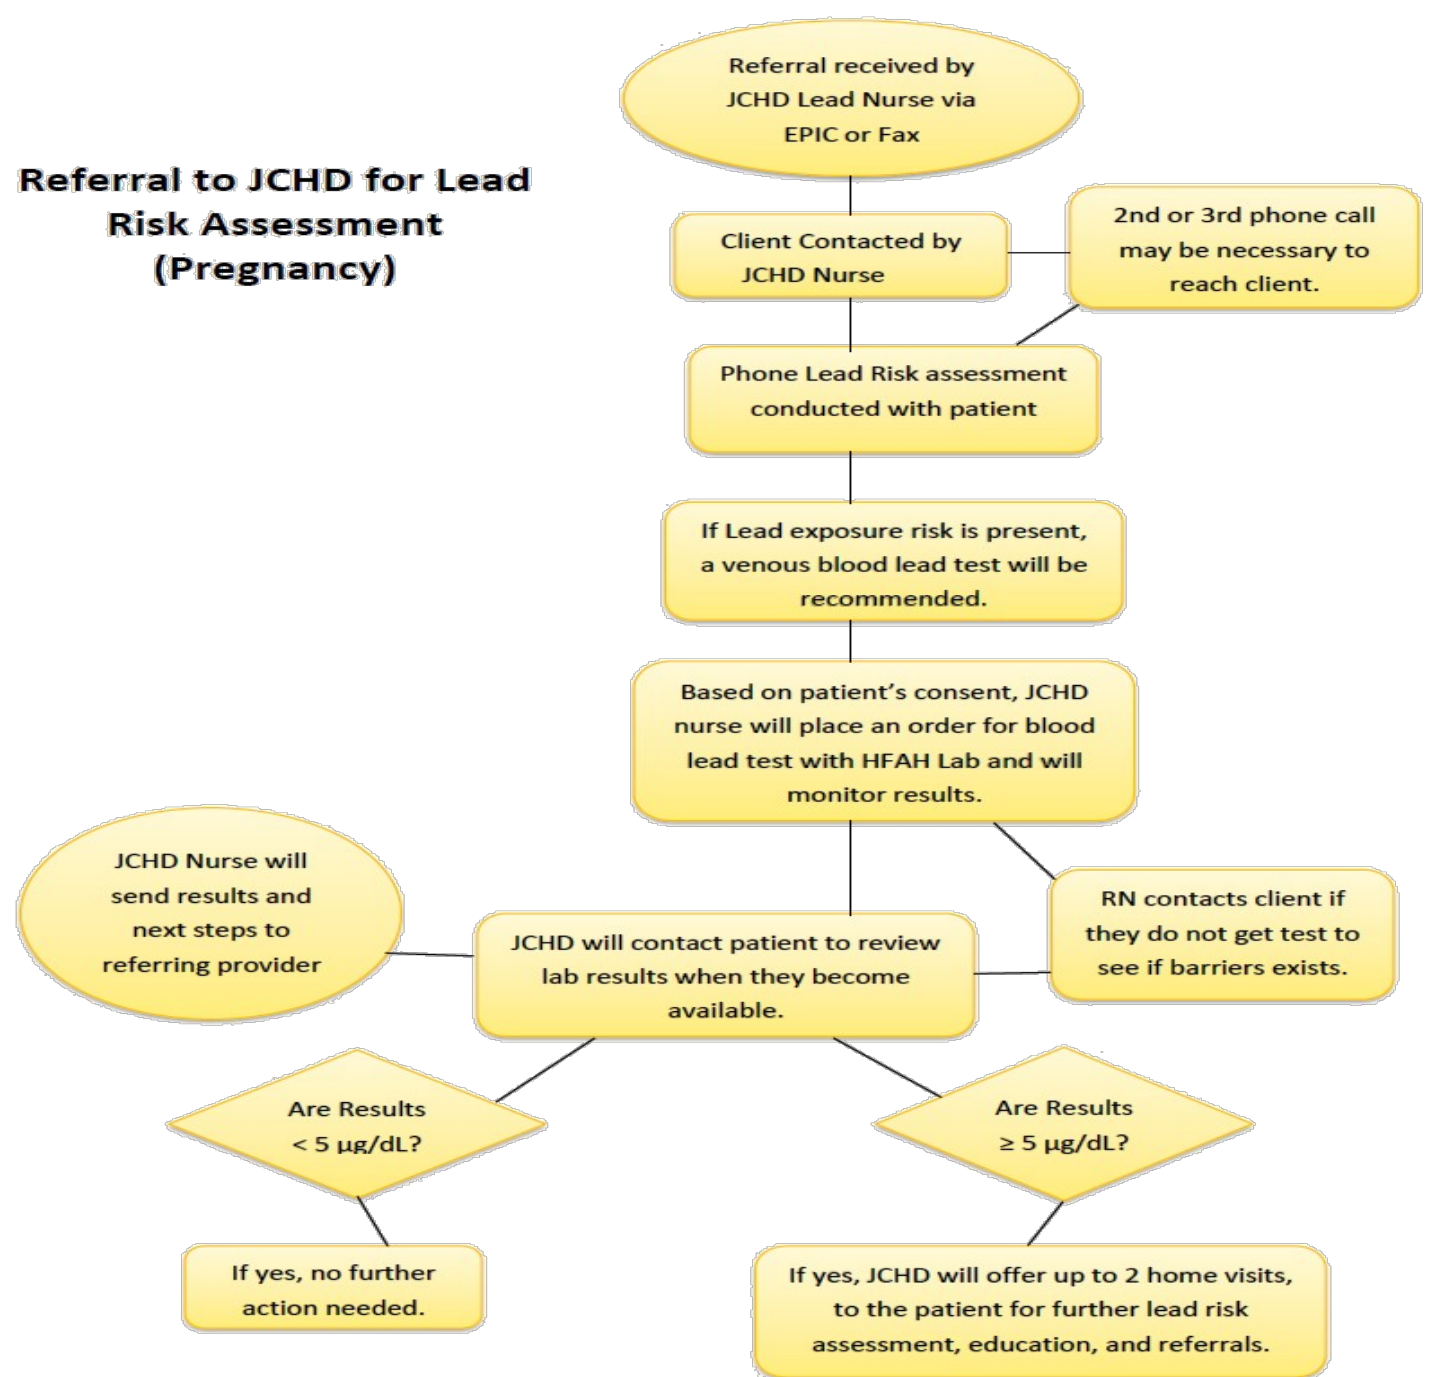 Referral to JCHD for Lead
Risk Assessment
(Pregnancy)
Referral received by
JCHD Lead Nurse via
EPIC or Fax
Client Contacted by
JCHD Nurse
2nd or 3rd phone call
may be necessary to
reach client.
Phone Lead Risk assessment
conducted with patient
If Lead exposure risk is present,
a venous blood lead test will be
recommended.
Based on patient’s consent, JCHD
nurse will place an order for blood
lead test with HFAH Lab and will
monitor results.
RN contacts client if
they do not get test to
see if barriers exists.
JCHD will contact patient to review
lab results when they become
available.
JCHD Nurse will
send results and
next steps to
referring provider
Are Results
< 5 µg/dL?
If yes, no further
action needed.
Are Results
≥ 5 µg/dL?
If yes, JCHD will offer up to 2 home visits,
to the patient for further lead risk
assessment, education, and referrals.